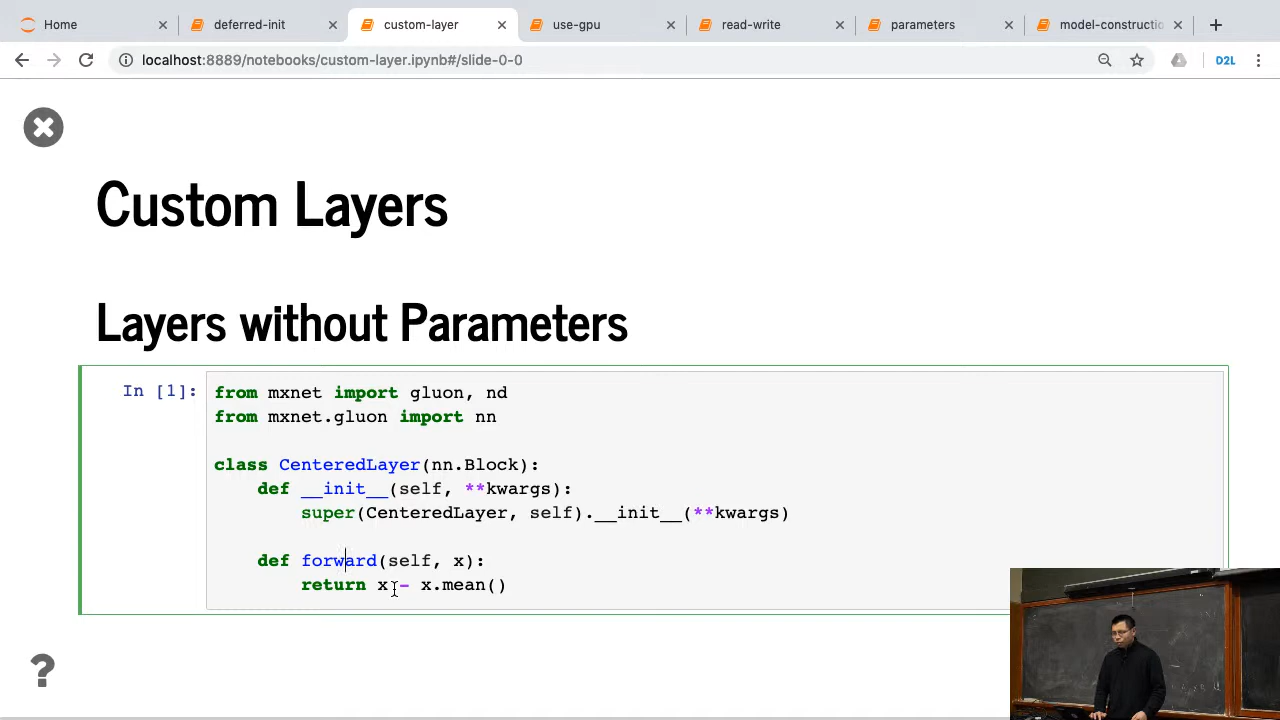 Home
deferred-init
custom-layer
use-gpu
read-write
parameters
model-constructio
localhost:8889/notebooks/custom-layer.ipynb#/slide-0-0
D2L
Custom Layers
Layers without Parameters
In [1]:
from mxnet import gluon, nd
from mxnet.gluon import nn
class CenteredLayer(nn.Block):
def __init__(self, **kwargs):
super(CenteredLayer, self).__init__(**kwargs)
def forward(self, x):
return x - x.mean()
?